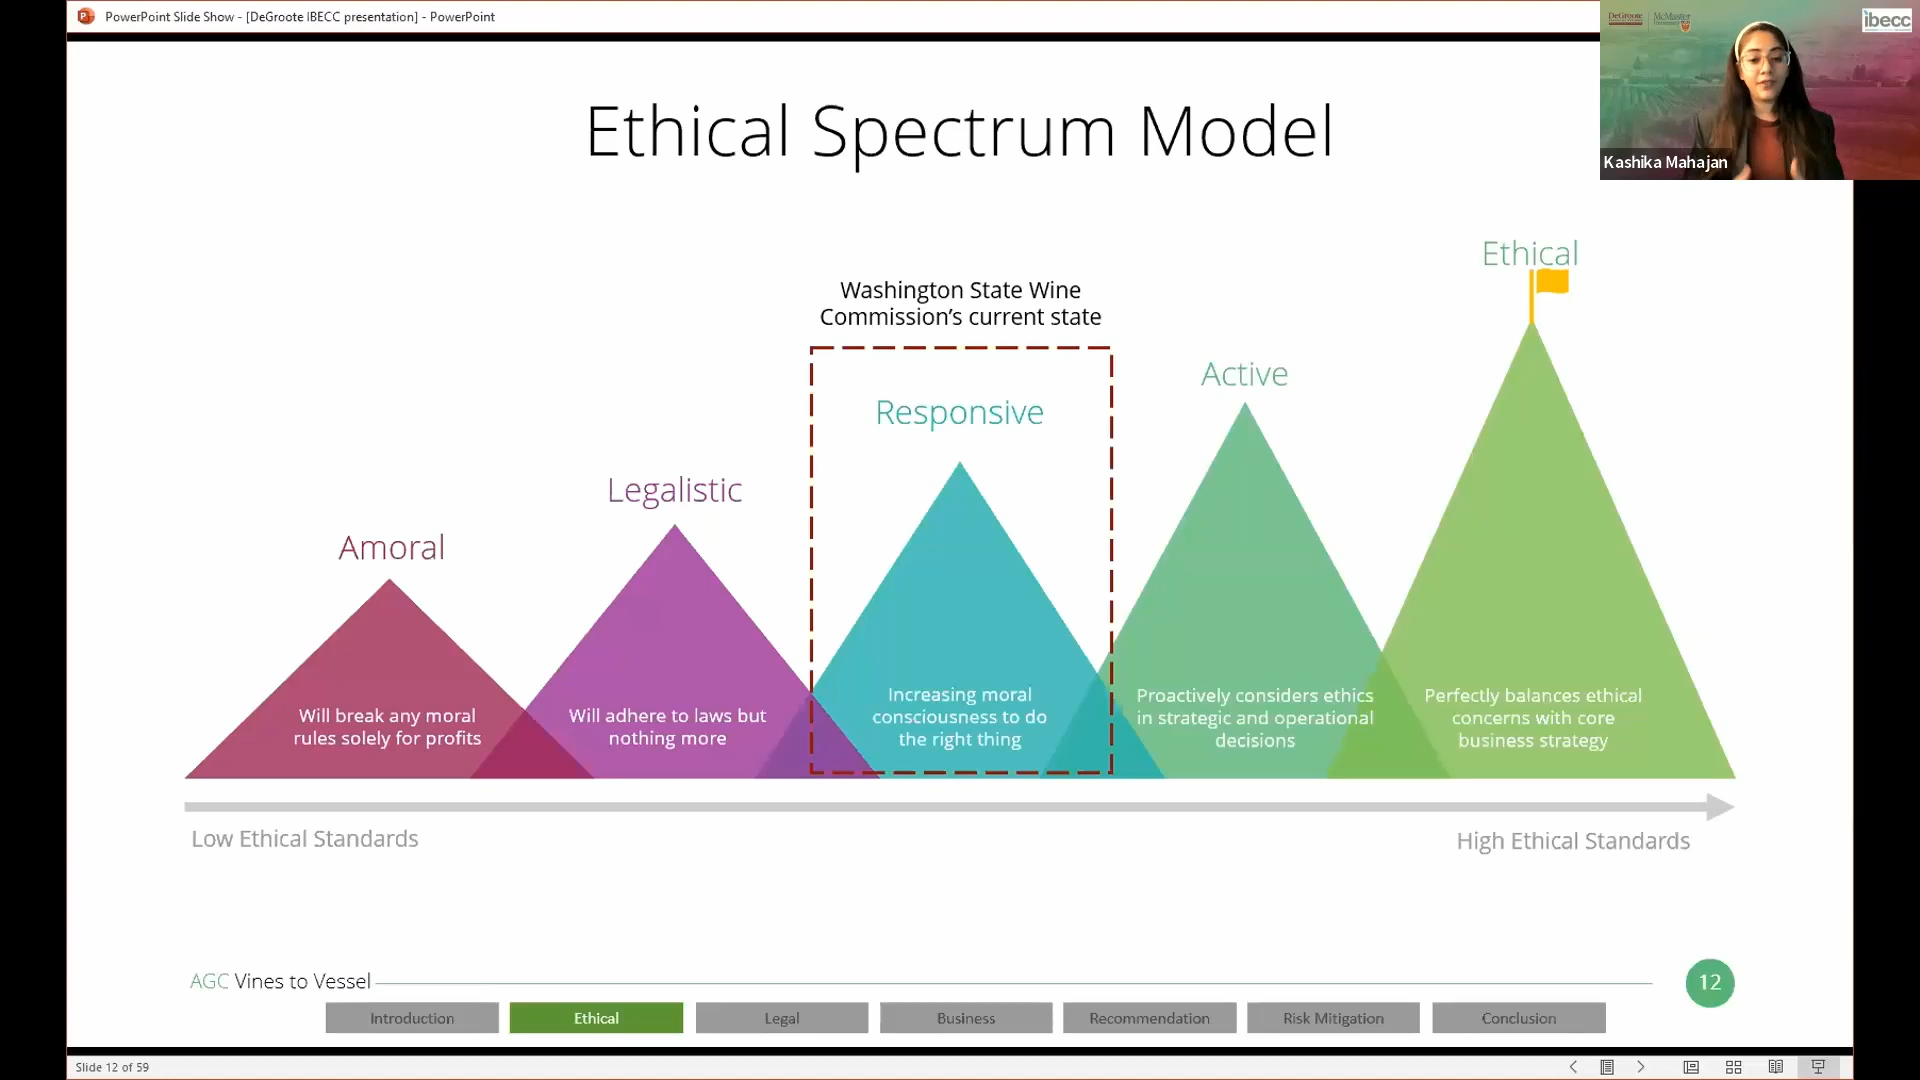 PowerPoint Slide Show - [DeGroote IBECC presentation] - PowerPoint
DeGroote
McMaster
University
ibecc
Kashika Mahajan
Ethical Spectrum Model
Ethical
Washington State Wine
Commission's current state
Active
Responsive
Legalistic
Amoral
Will break any moral
rules solely for profits
Will adhere to laws but
nothing more
Increasing moral
consciousness to do
the right thing
Proactively considers ethics
in strategic and operational
decisions
Perfectly balances ethical
concerns with core
business strategy
Low Ethical Standards
High Ethical Standards
AGC Vines to Vessel
12
Introduction
Ethical
Legal
Business
Recommendation
Risk Mitigation
Conclusion
Slide 12 of 59